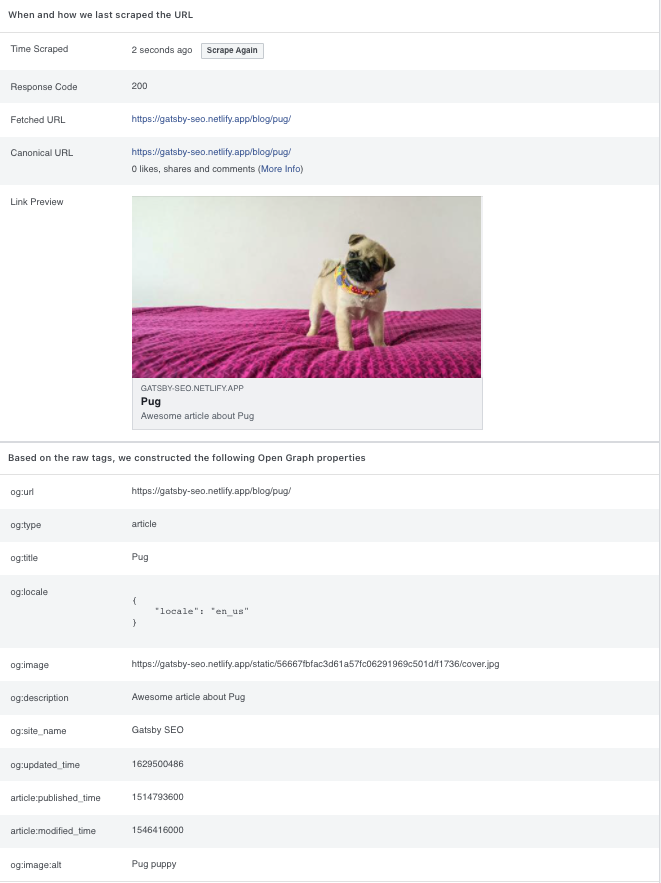 When and how we last scraped the URL
Time Scraped
2 seconds ago Scrape Again
Response Code
200
Fetched URL
https://gatsby-seo.netlify.app/blog/pug/
Canonical URL
https://gatsby-seo.netlify.app/blog/pug/
0 likes, shares and comments (More Info)
Link Preview
GATSBY-SEO.NETLIFY.APP
Pug
Awesome article about Pug
Based on the raw tags, we constructed the following Open Graph properties
og:url
https://gatsby-seo.netlify.app/blog/pug/
og:type
article
og:title
Pug
og:locale
{
"locale": "en_us"
}
og:image
https://gatsby-seo.netlify.app/static/56667fbfac3d61a57fc06291969c501d/f1736/cover.jpg
og:description
Awesome article about Pug
og:site_name
Gatsby SEO
og:updated_time
1629500486
article:published_time
1514793600
article:modified_time
1546416000
og:image:alt
Pug puppy